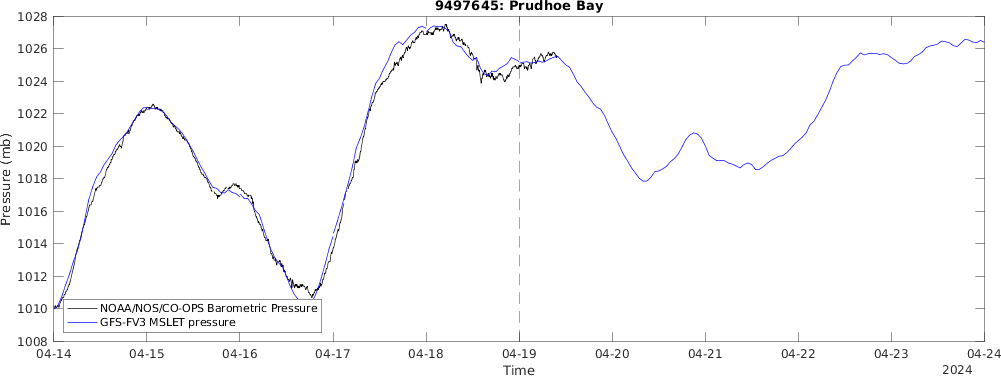 9497645: Prudhoe Bay
Pressure (mb)
1028
1026
1024
1022
1020
1018
1016
1014
1012
1010
1008
NOAA/NOS/CO-OPS Barometric Pressure
GFS-FV3 MSLET pressure
04-14 04-15 04-16 04-17 04-18 04-19 04-20 04-21 04-22 04-23 04-24
Time
2024